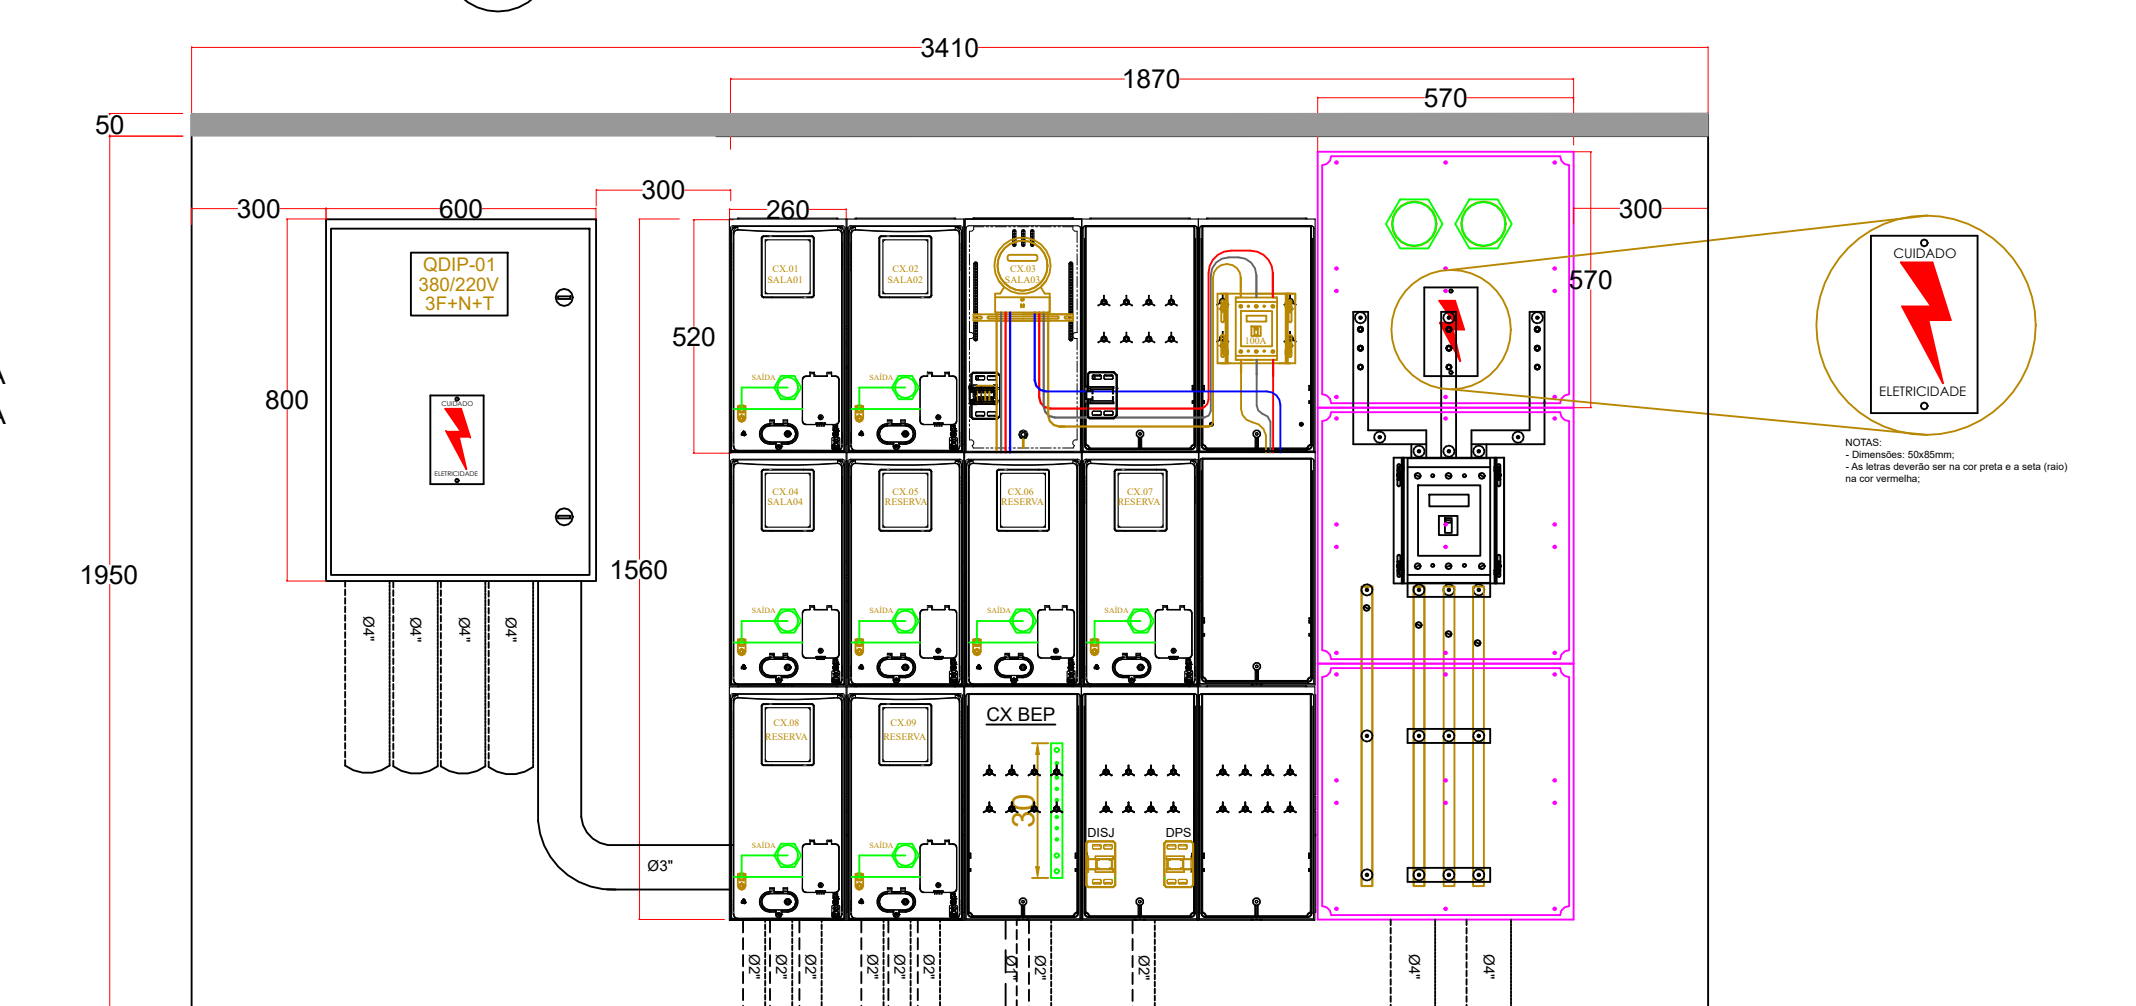 3410
1870
570
50
300
300
600
260
300
570
520
800
1950
1560
QDIP-01
380/220V
3F+N+T
CUIDADO
ELETRICIDADE
CX.01
SALA01
CX.02
SALA02
CX.03
SALA03
100A
SAÍDA
SAÍDA
CUIDADO
ELETRICIDADE
NOTAS:
- Dimensões: 50x85mm;
- As letras deverão ser na cor preta e a seta (raio)
na cor vermelha;
A
A
CX.04
SALA04
CX.05
RESERVA
CX.06
RESERVA
CX.07
RESERVA
SAÍDA
SAÍDA
SAÍDA
SAÍDA
Ø4"
Ø4"
Ø4"
Ø4"
CX.08
RESERVA
CX.09
RESERVA
CX BEP
30
DISJ
DPS
SAÍDA
SAÍDA
Ø3"
Ø2"
Ø2"
Ø2"
Ø2"
Ø2"
Ø2"
Ø1"
Ø2"
Ø2"
Ø4"
Ø4"